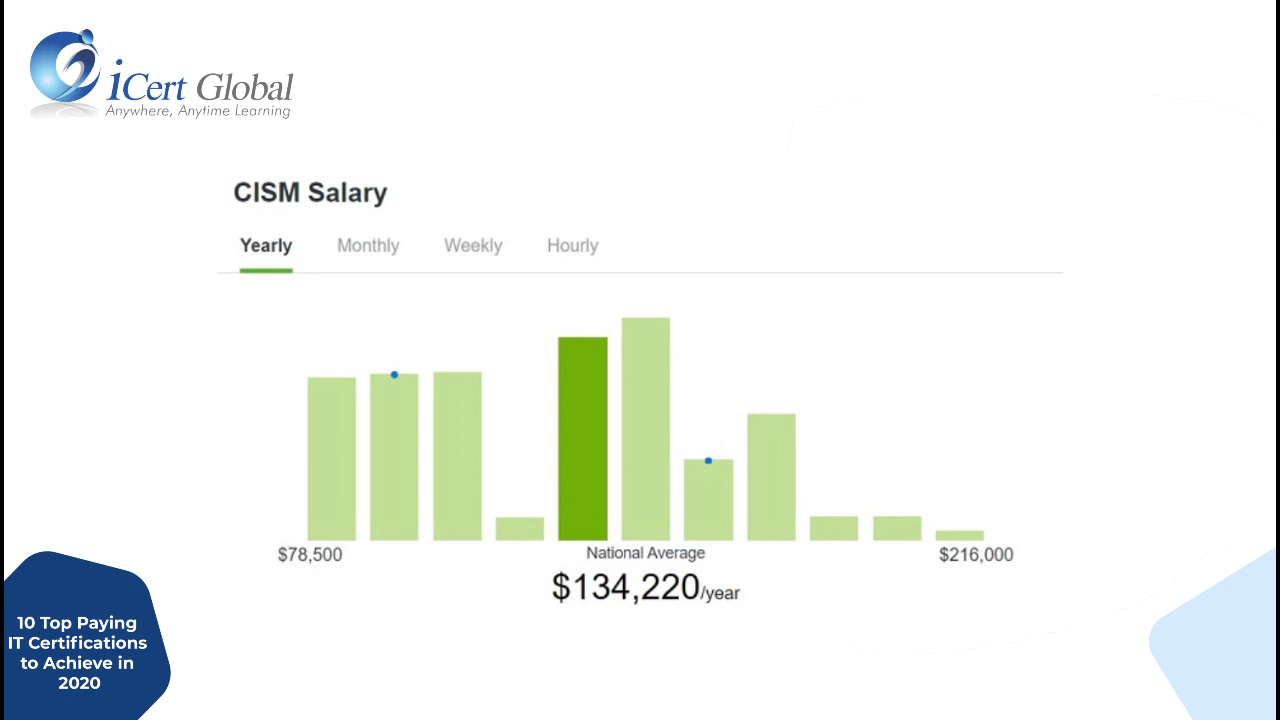 iCert Global
Anywhere, Anytime Learning
CISM Salary
Yearly Monthly Weekly Hourly
$78,500 National Average $216,000
$134,220/year
10 Top Paying
IT Certifications
to Achieve in
2020